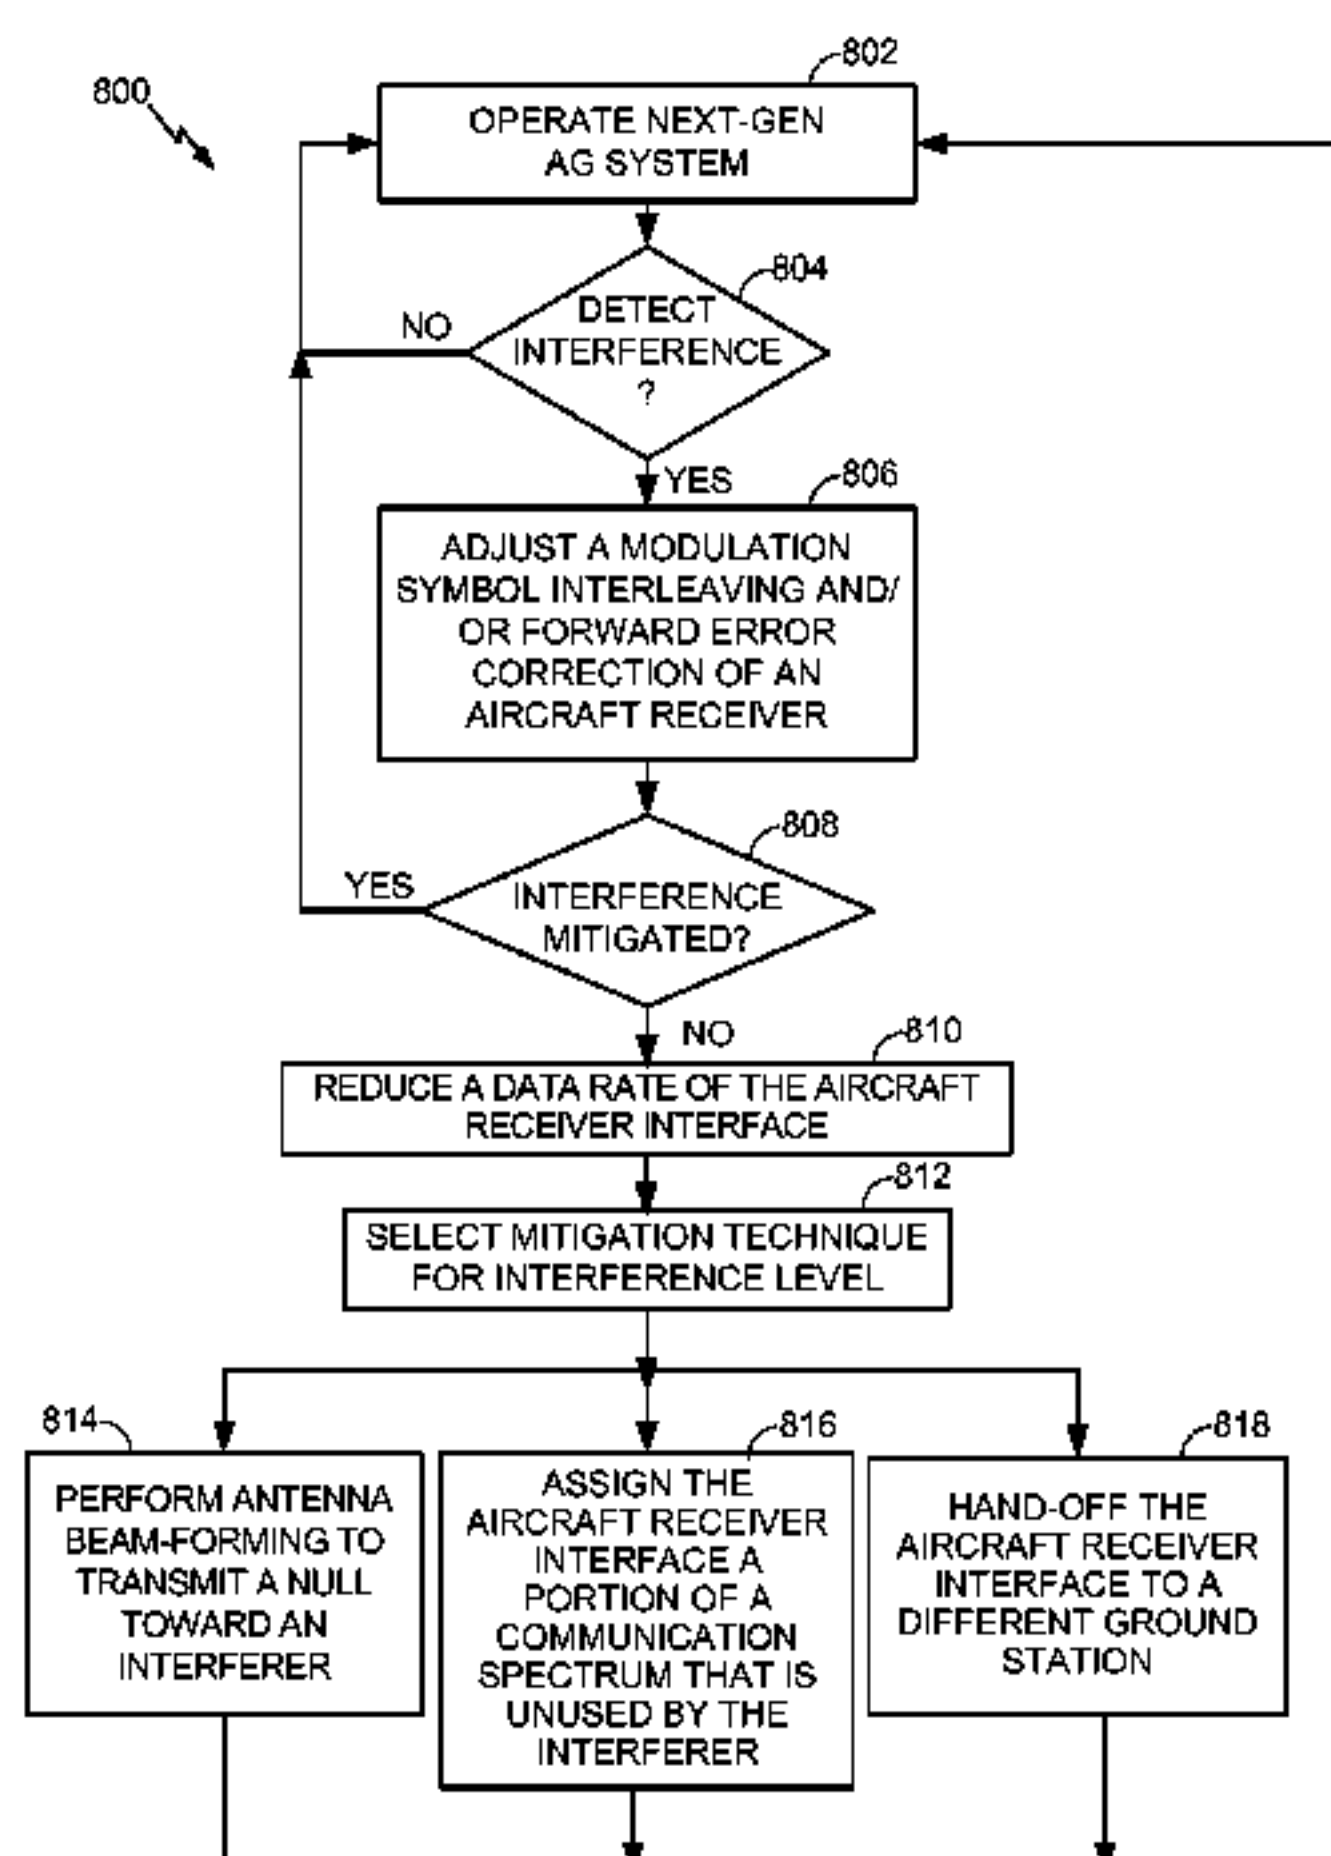 802
800
OPERATE NEXT-GEN
AG SYSTEM
804
DETECT
INTERFERENCE
?
NO
YES
806
ADJUST A MODULATION
SYMBOL INTERLEAVING AND/
OR FORWARD ERROR
CORRECTION OF AN
AIRCRAFT RECEIVER
808
YES
INTERFERENCE
MITIGATED?
NO
810
REDUCE A DATA RATE OF THE AIRCRAFT
RECEIVER INTERFACE
812
SELECT MITIGATION TECHNIQUE
FOR INTERFERENCE LEVEL
814
PERFORM ANTENNA
BEAM-FORMING TO
TRANSMIT A NULL
TOWARD AN
INTERFERER
816
ASSIGN THE
AIRCRAFT RECEIVER
INTERFACE A
PORTION OF A
COMMUNICATION
SPECTRUM THAT IS
UNUSED BY THE
INTERFERER
818
HAND-OFF THE
AIRCRAFT RECEIVER
INTERFACE TO A
DIFFERENT GROUND
STATION